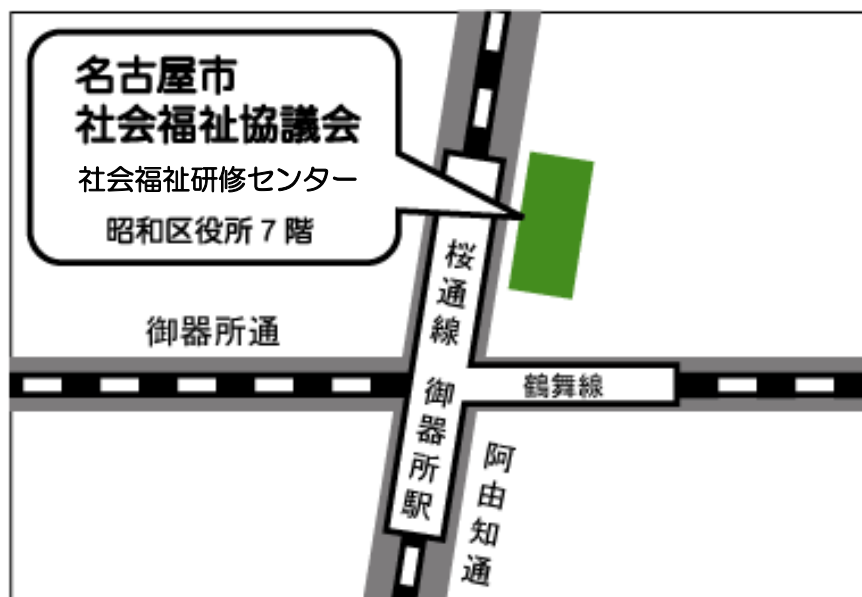 名古屋市
社会福祉協議会
社会福祉研修センター
昭和区役所7階
御器所通
桜通線 御器所駅
鶴舞線
阿由知通